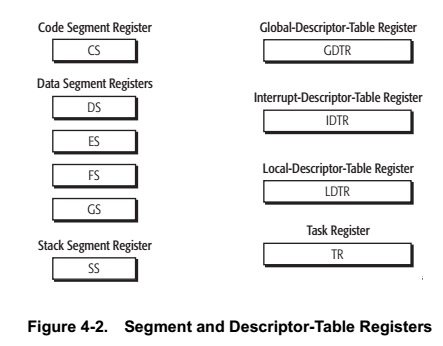 Code Segment Register
CS
Data Segment Registers
DS
ES
FS
GS
Stack Segment Register
SS
Global-Descriptor-Table Register
GDTR
Interrupt-Descriptor-Table Register
IDTR
Local-Descriptor-Table Register
LDTR
Task Register
TR
Figure 4-2. Segment and Descriptor-Table Registers